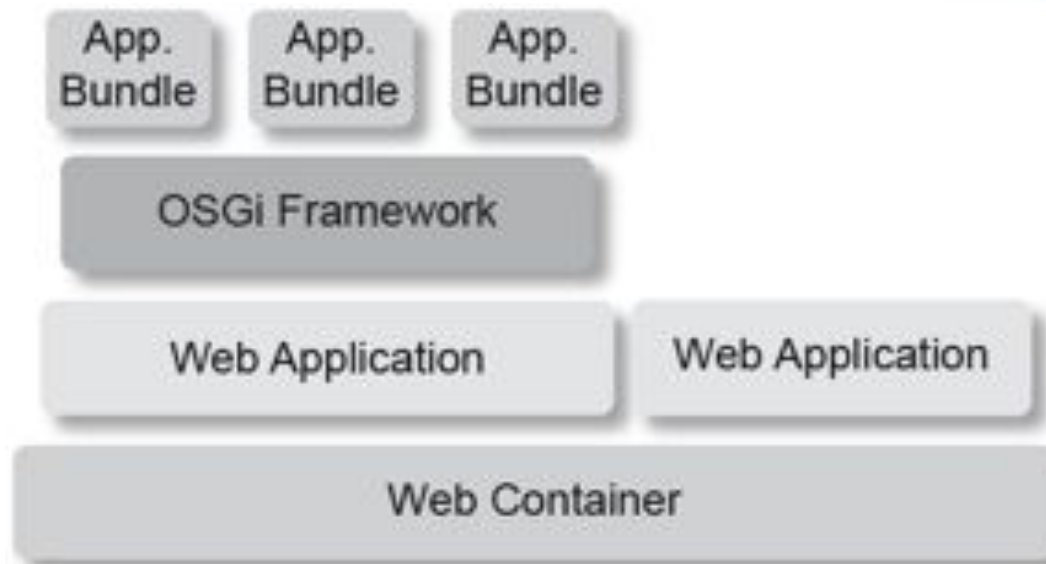 App. App. App.
Bundle Bundle Bundle
OSGi Framework
Web Application Web Application
Web Container